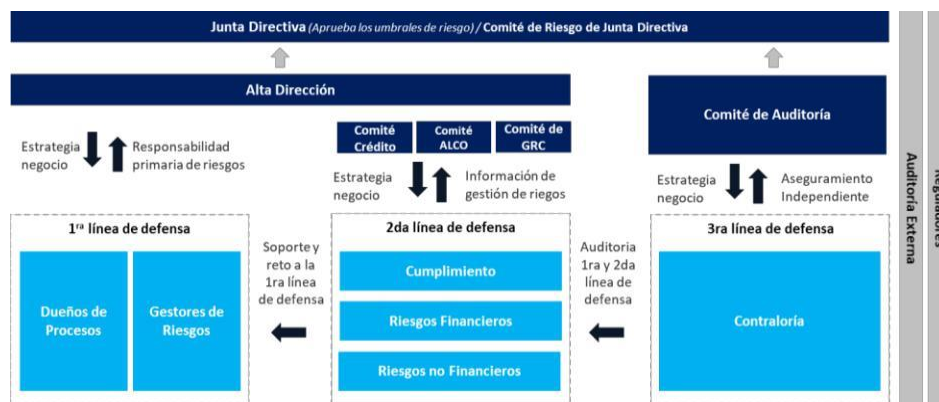 Junta Directiva (Aprueba los umbrales de riesgo) / Comité de Riesgo de Junta Directiva
Alta Dirección
Comité de Auditoría
Comité
Crédito
Comité
ALCO
Comité de
GRC
Estrategia
negocio
Responsabilidad
primaria de riesgos
Estrategia
negocio
Información de
gestión de riegos
Estrategia
negocio
Aseguramiento
Independiente
1ra línea de defensa
Dueños de
Procesos
Gestores de
Riesgos
Soporte y
reto a la
1ra línea
de defensa
2da línea de defensa
Cumplimiento
Riesgos Financieros
Riesgos no Financieros
Auditoria
1ra y 2da
línea de
defensa
3ra línea de defensa
Contraloría
Auditoría Externa
Reguladores